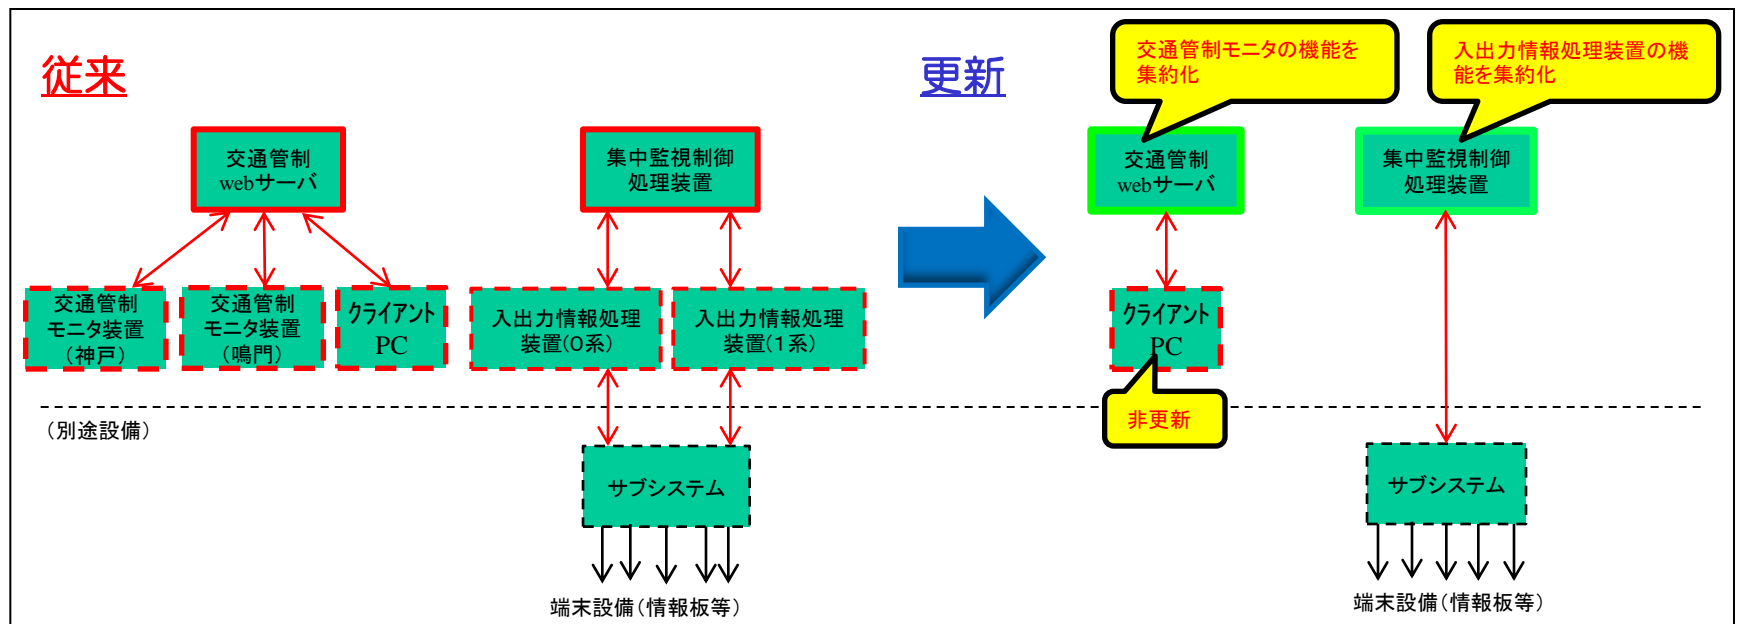 従来
交通管制
webサーバ
集中監視制御
処理装置
交通管制
モニタ装置
（神戸）
交通管制
モニタ装置
（鳴門）
クライアント
PC
入出力情報処理
装置(0系)
入出力情報処理
装置(1系)
（別途設備）
サブシステム
端末設備（情報板等）
更新
交通管制モニタの機能を
集約化
入出力情報処理装置の機
能を集約化
交通管制
webサーバ
集中監視制御
処理装置
クライアント
PC
非更新
サブシステム
端末設備（情報板等）